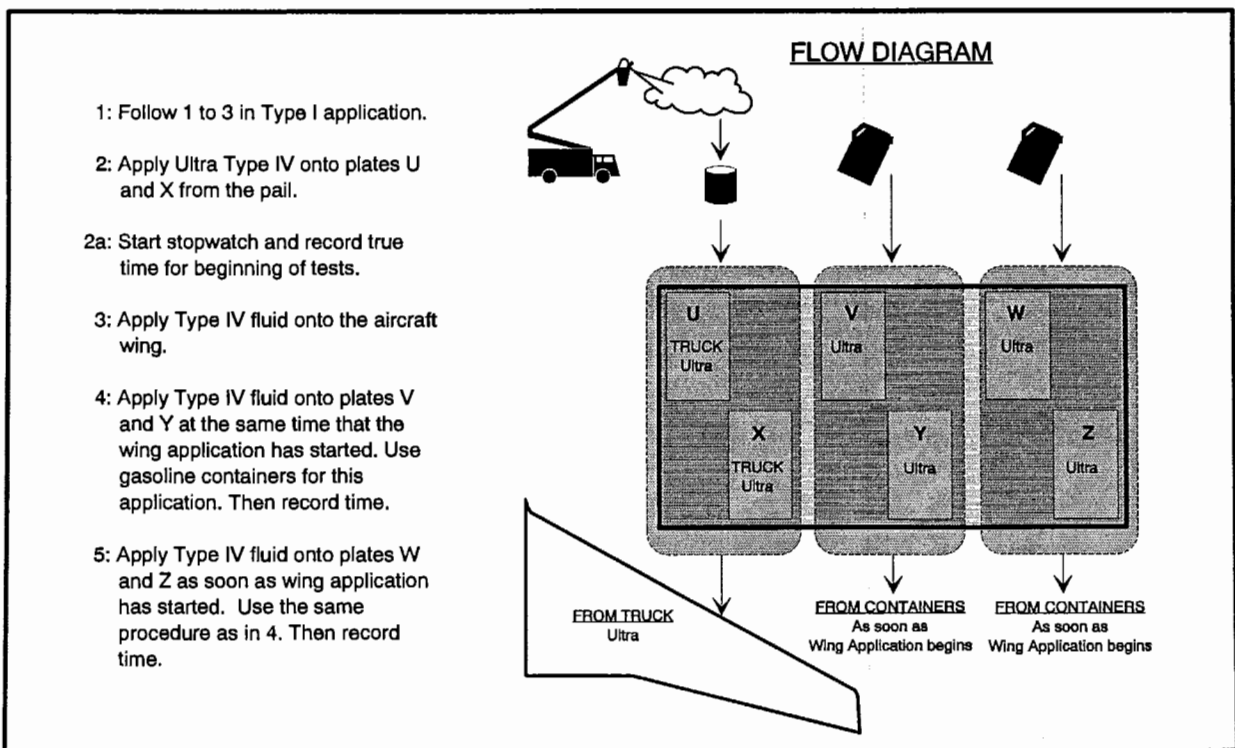 FLOW DIAGRAM
1: Follow 1 to 3 in Type I application.
2: Apply Ultra Type IV onto plates U
and X from the pail.
2a: Start stopwatch and record true
time for beginning of tests.
3: Apply Type IV fluid onto the aircraft
wing.
4: Apply Type IV fluid onto plates V
and Y at the same time that the
wing application has started. Use
gasoline containers for this
application. Then record time.
5: Apply Type IV fluid onto plates W
and Z as soon as wing application
has started. Use the same
procedure as in 4. Then record
time.
U
TRUCK
Ultra
X
TRUCK
Ultra
V
Ultra
Y
Ultra
W
Ultra
Z
Ultra
FROM TRUCK
Ultra
FROM CONTAINERS
As soon as
Wing Application begins
FROM CONTAINERS
As soon as
Wing Application begins